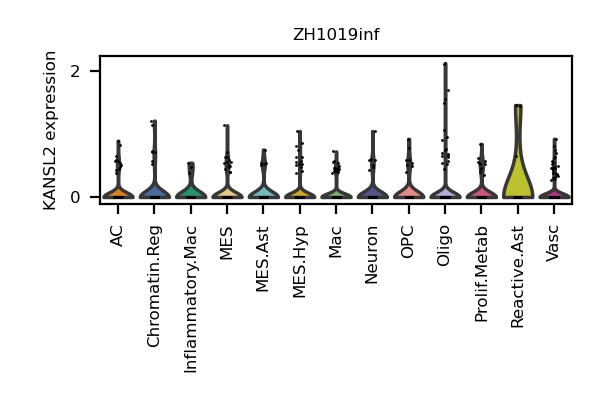 ZH1019inf
KANSL2 expression
2
0
AC
Chromatin.Reg
Inflammatory.Mac
MES
MES.Ast
MES.Hyp
Mac
Neuron
OPC
Oligo
Prolif.Metab
Reactive.Ast
Vasc